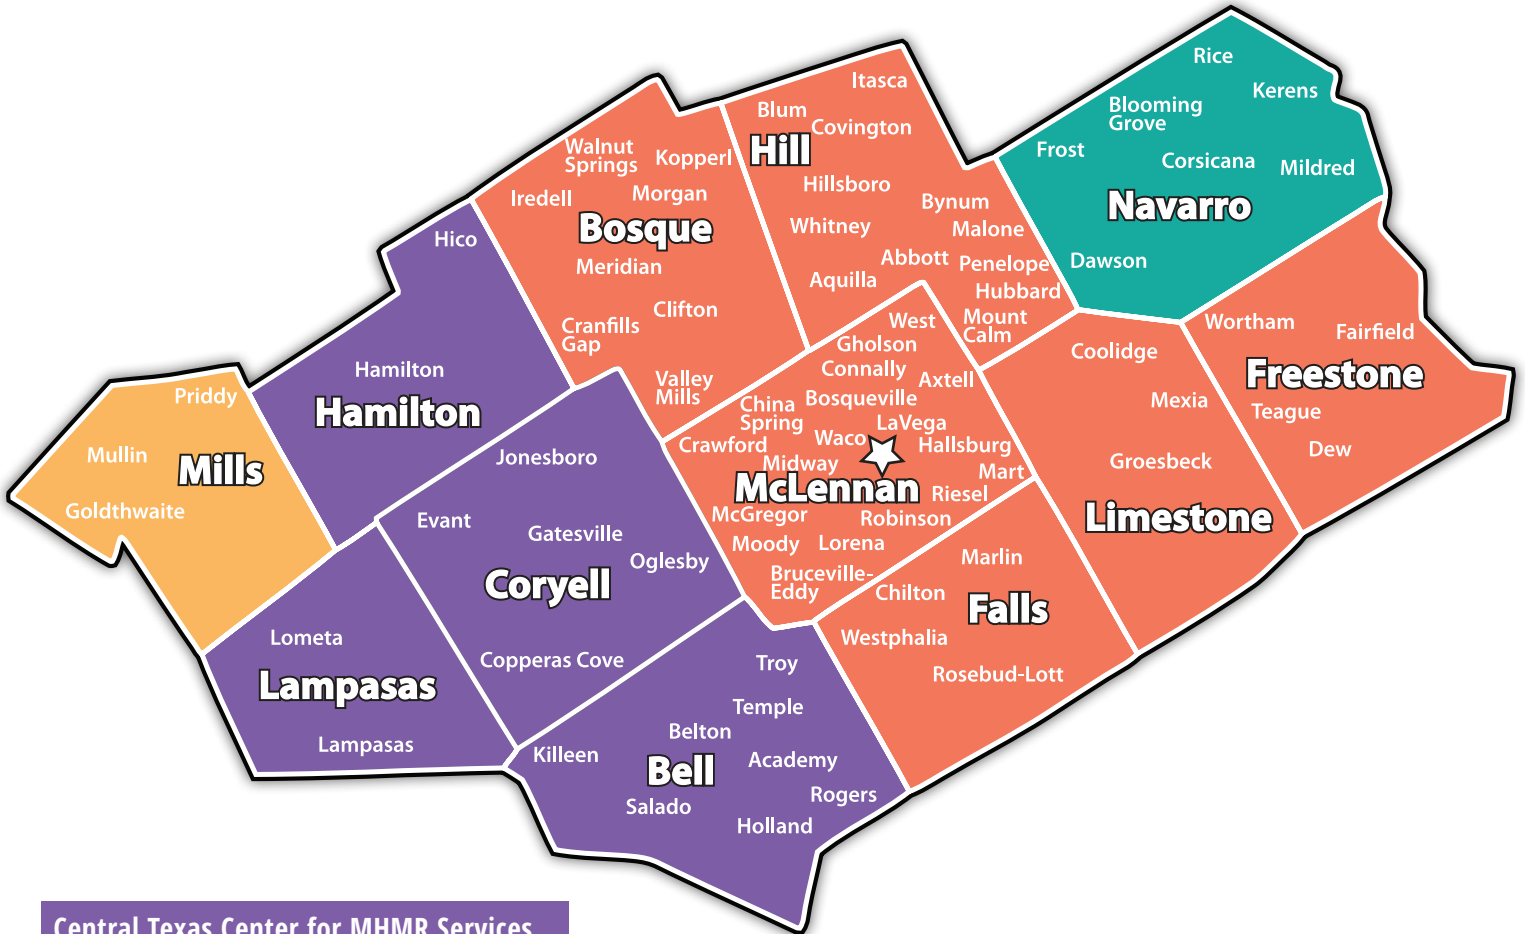 Rice
Kerens
Blooming
Grove
Frost
Corsicana
Mildred
Navarro
Dawson
Itasca
Blum
Covington
Hill
Hillsboro
Bynum
Whitney
Malone
Abbott
Penelope
Aquilla
Hubbard
Mount
Calm
Walnut
Springs
Kopperl
Iredell
Morgan
Bosque
Meridian
Clifton
Cranfills
Gap
Valley
Mills
Hico
Hamilton
Hamilton
Priddy
Mullin
Mills
Goldthwaite
West
Gholson
Connally
Axtell
Bosqueville
China
Spring
LaVega
Waco
Crawford
Hallsburg
Midway
Mart
McLennan
Riesel
McGregor
Robinson
Moody
Lorena
Bruceville-
Eddy
Wortham
Fairfield
Freestone
Teague
Dew
Coolidge
Mexia
Groesbeck
Limestone
Marlin
Chilton
Falls
Westphalia
Rosebud-Lott
Jonesboro
Evant
Gatesville
Oglesby
Coryell
Copperas Cove
Lometa
Lampasas
Lampasas
Troy
Temple
Belton
Killeen
Academy
Bell
Rogers
Salado
Holland
Central Texas Center for MHMR Services